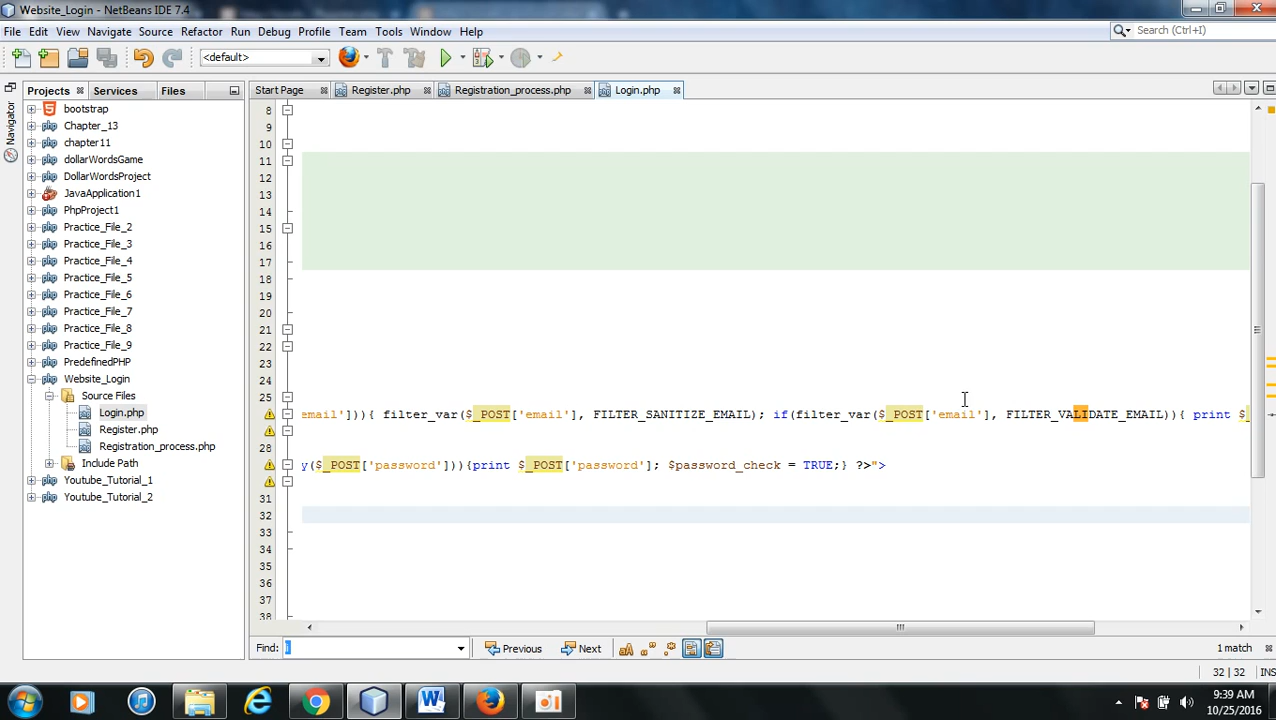 Website_Login - NetBeans IDE 7.4
File Edit View Navigate Source Refactor Run Debug Profile Team Tools Window Help
Search (Ctrl+I)
<default>
Projects Services Files
Start Page Register.php Registration_process.php Login.php
Navigator
bootstrap
Chapter_13
chapter11
dollarWordsGame
DollarWordsProject
JavaApplication1
PhpProject1
Practice_File_2
Practice_File_3
Practice_File_4
Practice_File_5
Practice_File_6
Practice_File_7
Practice_File_8
Practice_File_9
PredefinedPHP
Website_Login
Source Files
Login.php
Register.php
Registration_process.php
Include Path
Youtube_Tutorial_1
Youtube_Tutorial_2
8
9
10
11
12
13
14
15
16
17
18
19
20
21
22
23
24
25
email'])){ filter_var($_POST['email'], FILTER_SANITIZE_EMAIL); if(filter_var($_POST['email'], FILTER_VALIDATE_EMAIL)){ print $_
28
y($_POST['password'])){print $_POST['password']; $password_check = TRUE;} ?>">
31
32
33
34
35
36
37
38
Find: Previous Next 1 match
32 | 32 INS
9:39 AM
10/25/2016